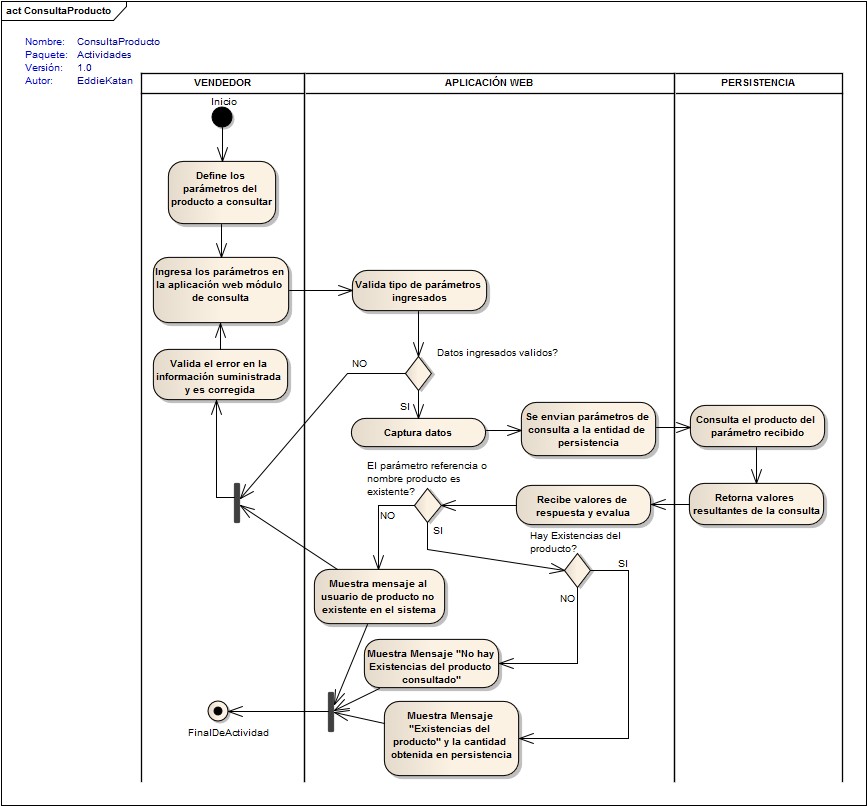 act ConsultaProducto
Nombre: ConsultaProducto
Paquete: Actividades
Versión: 1.0
Autor: EddieKatan
VENDEDOR
APLICACIÓN WEB
PERSISTENCIA
Inicio
Define los
parámetros del
producto a consultar
Ingresa los parámetros en
la aplicación web módulo
de consulta
Valida tipo de parámetros
ingresados
Valida el error en la
información suministrada
y es corregida
Datos ingresados validos?
NO
SI
Captura datos
Se envian parámetros de
consulta a la entidad de
persistencia
Consulta el producto del
parámetro recibido
El parámetro referencia o
nombre producto es
existente?
Recibe valores de
respuesta y evalua
Retorna valores
resultantes de la consulta
NO
SI
Hay Existencias del
producto?
SI
NO
Muestra mensaje al
usuario de producto no
existente en el sistema
Muestra Mensaje "No hay
Existencias del producto
consultado"
Muestra Mensaje
"Existencias del
producto" y la cantidad
obtenida en persistencia
FinalDeActividad